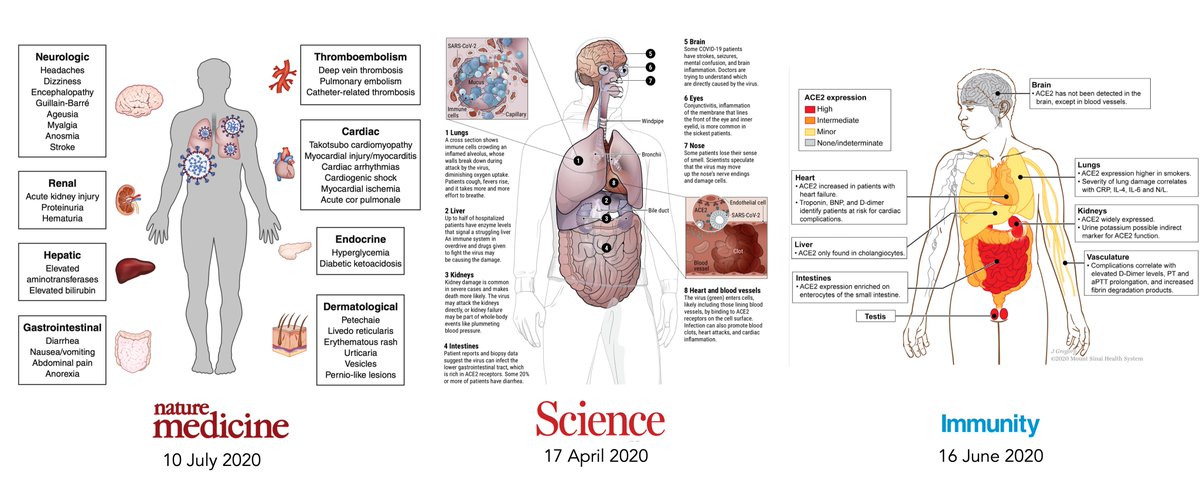 Neurologic
Headaches
Dizziness
Encephalopathy
Guillain-Barré
Ageusia
Myalgia
Anosmia
Stroke
Renal
Acute kidney injury
Proteinuria
Hematuria
Hepatic
Elevated
aminotransferases
Elevated bilirubin
Gastrointestinal
Diarrhea
Nausea/vomiting
Abdominal pain
Anorexia
Thromboembolism
Deep vein thrombosis
Pulmonary embolism
Catheter-related thrombosis
Cardiac
Takotsubo cardiomyopathy
Myocardial injury/myocarditis
Cardiac arrhythmias
Cardiogenic shock
Myocardial ischemia
Acute cor pulmonale
Endocrine
Hyperglycemia
Diabetic ketoacidosis
Dermatological
Petechaie
Livedo reticularis
Erythematous rash
Urticaria
Vesicles
Pernio-like lesions
nature
medicine
10 July 2020
SARS-CoV-2
Mucus
Immune
cells
Capillary
1 Lungs
A cross section shows
immune cells crowding an
inflamed alveolus, whose
walls break down during
attack by the virus,
diminishing oxygen uptake.
Patients cough, fevers rise,
and it takes more and more
effort to breathe.
2 Liver
Up to half of hospitalized
patients have enzyme levels
that signal a struggling liver
An immune system in
overdrive and drugs given
to fight the virus may
be causing the damage.
3 Kidneys
Kidney damage is common
in severe cases and makes
death more likely. The virus
may attack the kidneys
directly, or kidney failure
may be part of whole-body
events like plummeting
blood pressure.
4 Intestines
Patient reports and biopsy data
suggest the virus can infect the
lower gastrointestinal tract, which
is rich in ACE2 receptors. Some 20%
or more of patients have diarrhea.
5
6
7
Windpipe
Bronchii
1
8
2
3
Bile duct
4
5 Brain
Some COVID-19 patients
have strokes, seizures,
mental confusion, and brain
inflammation. Doctors are
trying to understand which
are directly caused by the virus.
6 Eyes
Conjunctivitis, inflammation
of the membrane that lines
the front of the eye and inner
eyelid, is more common in
the sickest patients.
7 Nose
Some patients lose their sense
of smell. Scientists speculate
that the virus may move
up the nose's nerve endings
and damage cells.
Endothelial cell
ACE2
SARS-CoV-2
Clot
Blood
vessel
8 Heart and blood vessels
The virus (green) enters cells,
likely including those lining blood
vessels, by binding to ACE2
receptors on the cell surface.
Infection can also promote blood
clots, heart attacks, and cardiac
inflammation.
Science
17 April 2020
ACE2 expression
High
Intermediate
Minor
None/indeterminate
Brain
• ACE2 has not been detected in the
brain, except in blood vessels.
Heart
• ACE2 increased in patients with
heart failure.
• Troponin, BNP, and D-dimer
identify patients at risk for cardiac
complications.
Liver
• ACE2 only found in cholangiocytes.
Intestines
• ACE2 expression enriched on
enterocytes of the small intestine.
Testis
Lungs
• ACE2 expression higher in smokers.
• Severity of lung damage correlates
with CRP, IL-4, IL-6 and N/L.
Kidneys
• ACE2 widely expressed.
• Urine potassium possible indirect
marker for ACE2 function.
Vasculature
• Complications correlate with
elevated D-Dimer levels, PT and
aPTT prolongation, and increased
fibrin degradation products.
J Gregory
©2020 Mount Sinai Health System
Immunity
16 June 2020